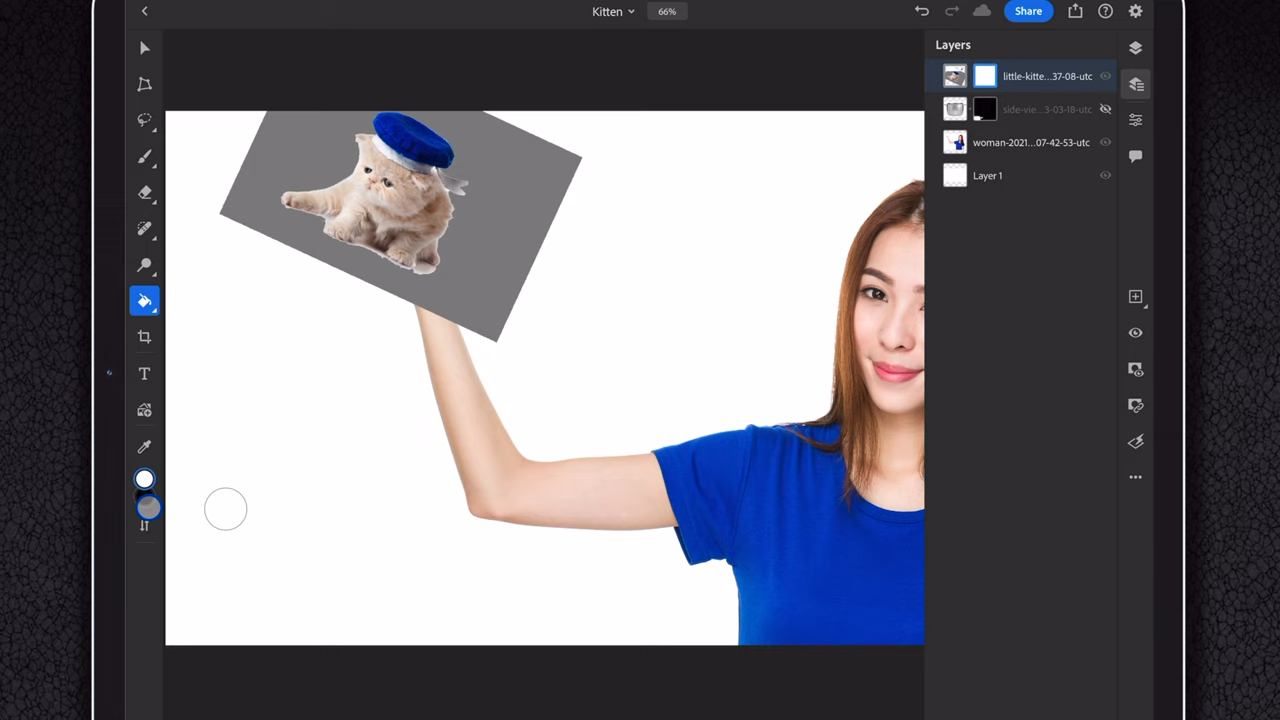 Kitten
66%
Share
Layers
little-kitte...37-08-utc
side-vie...3-03-18-utc
woman-2021...07-42-53-utc
Layer 1
T